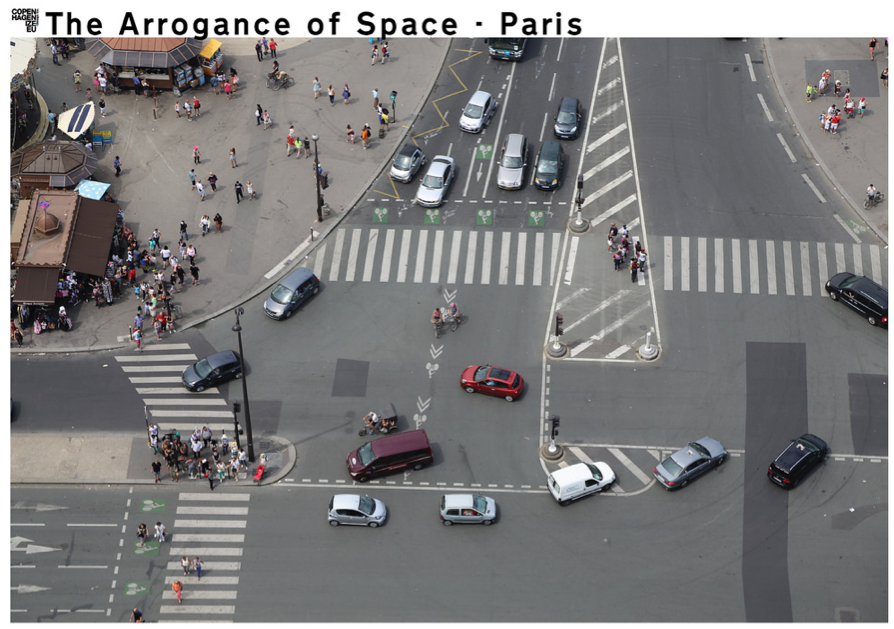 COPEN
HAGEN
IZE
EU
The Arrogance of Space · Paris